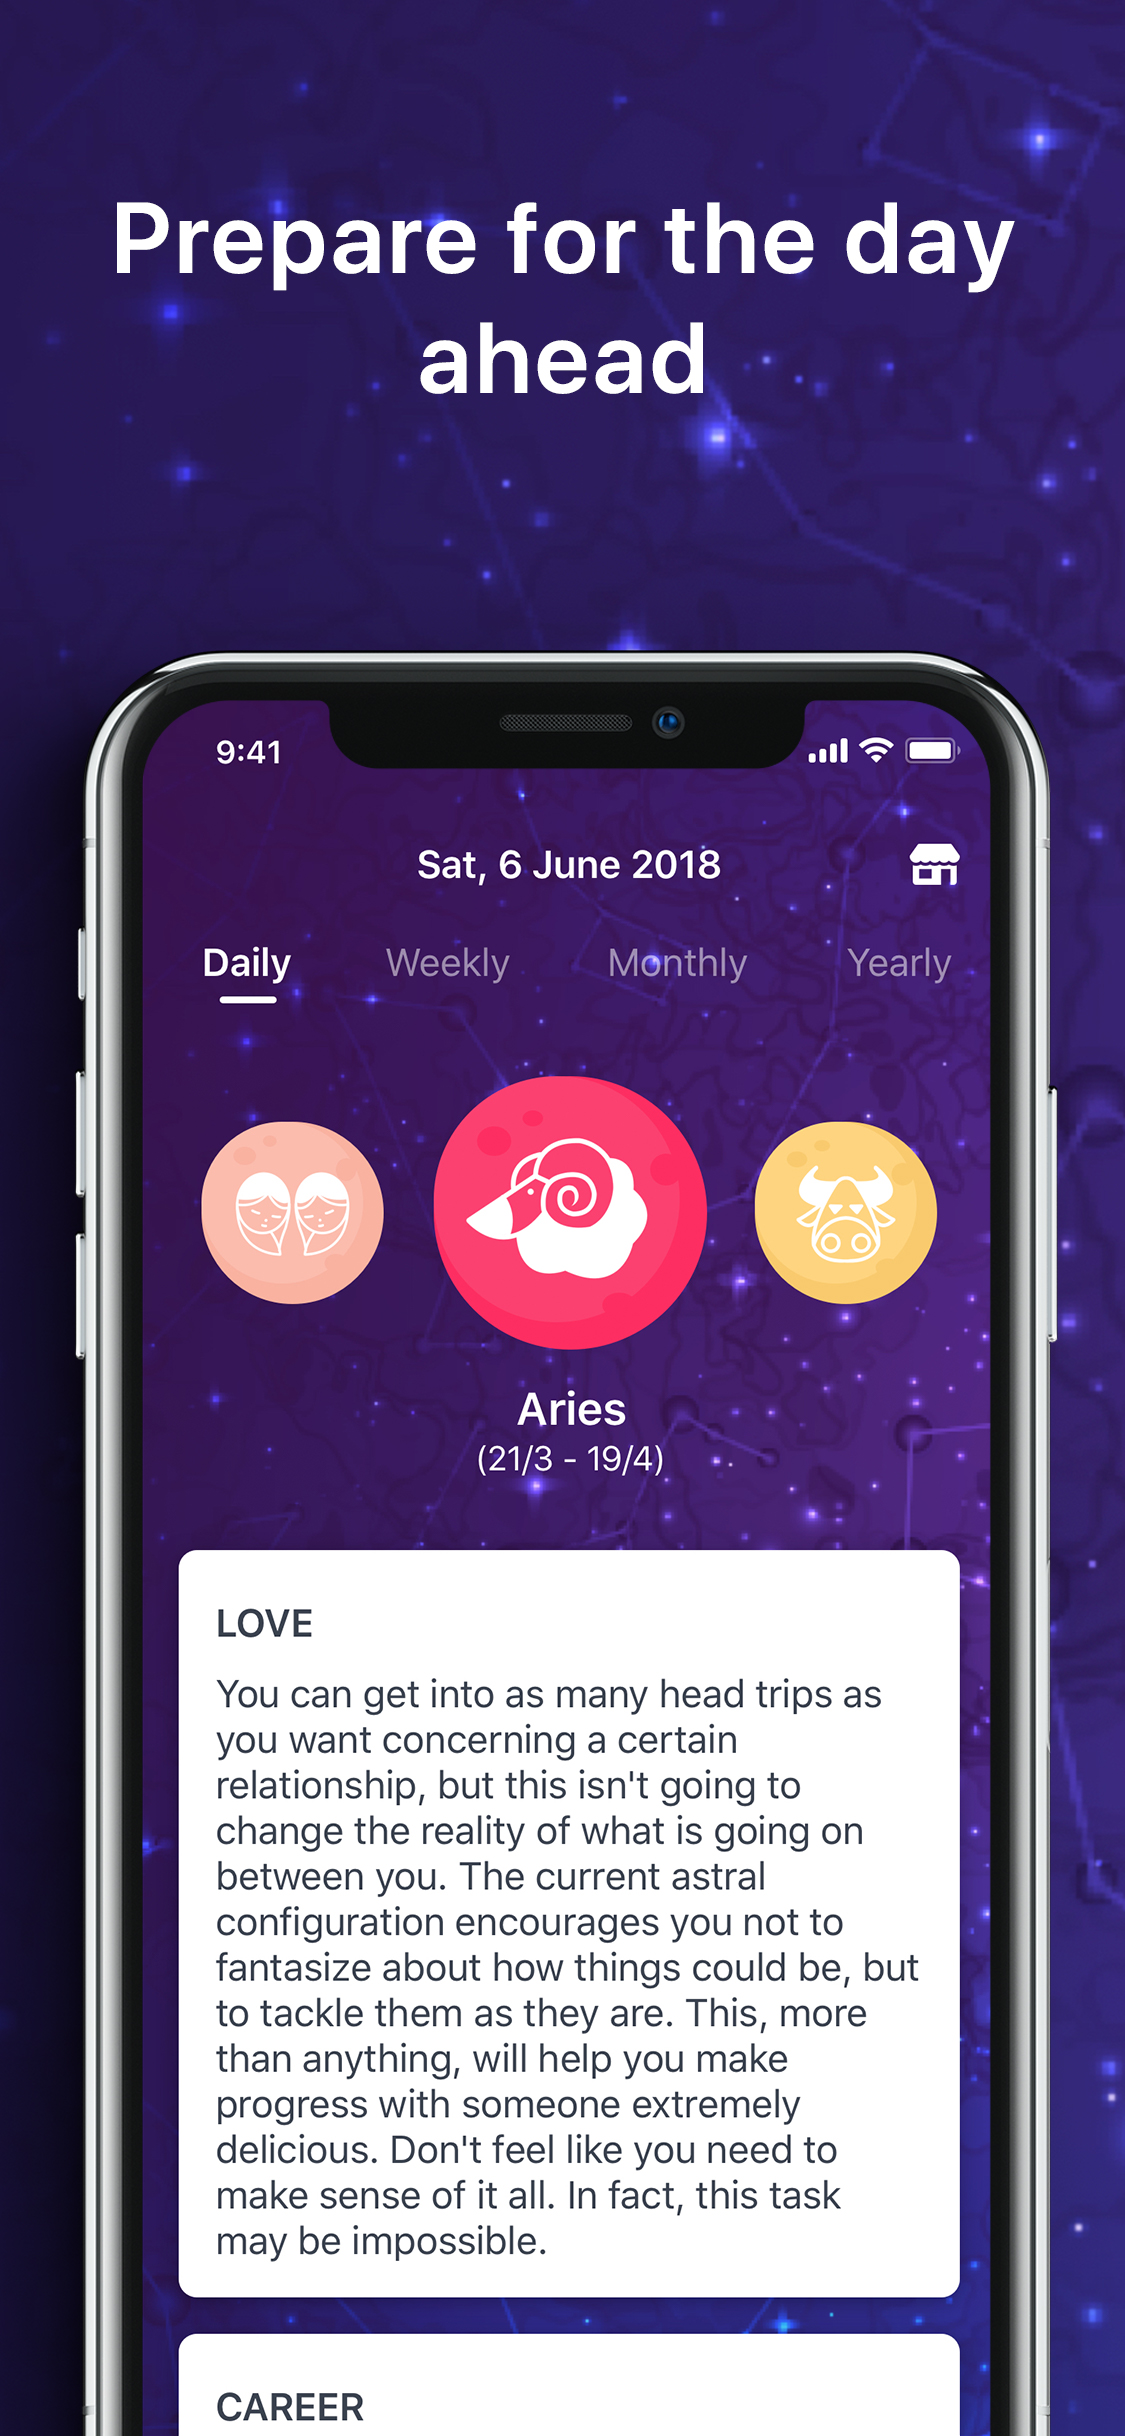 Prepare for the day
ahead
9:41
Sat, 6 June 2018
Daily Weekly Monthly Yearly
Aries
(21/3 - 19/4)
LOVE
You can get into as many head trips as
you want concerning a certain
relationship, but this isn't going to
change the reality of what is going on
between you. The current astral
configuration encourages you not to
fantasize about how things could be, but
to tackle them as they are. This, more
than anything, will help you make
progress with someone extremely
delicious. Don't feel like you need to
make sense of it all. In fact, this task
may be impossible.
CAREER